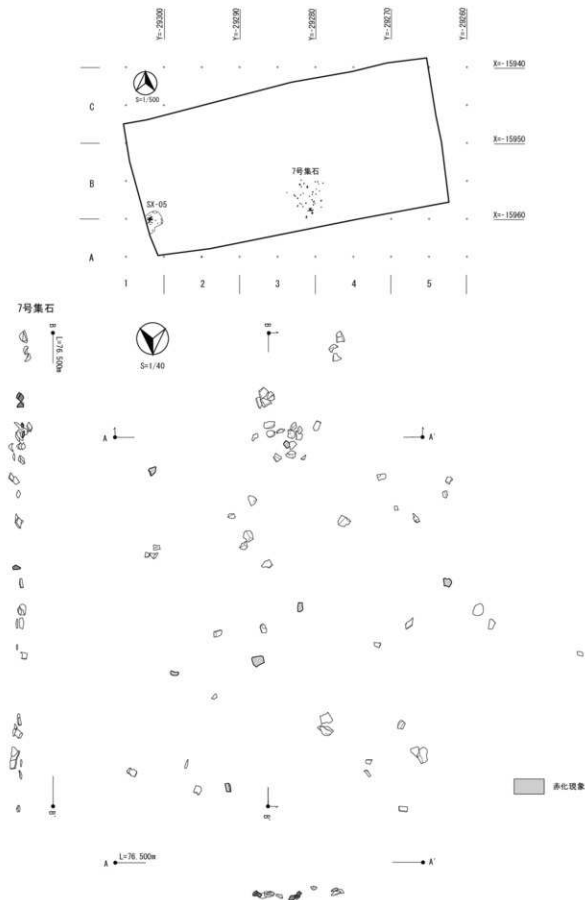 Y=-29300
Y=-29290
Y=-29280
Y=-29270
Y=-29260
X=-15940
S=1/500
C
X=-15950
7号集石
B
SX-05
X=-15960
A
1
2
3
4
5
7号集石
B
B
L=76.500m
S=1/40
A
A'
赤化現象
B'
B'
L=76.500m
A
A'